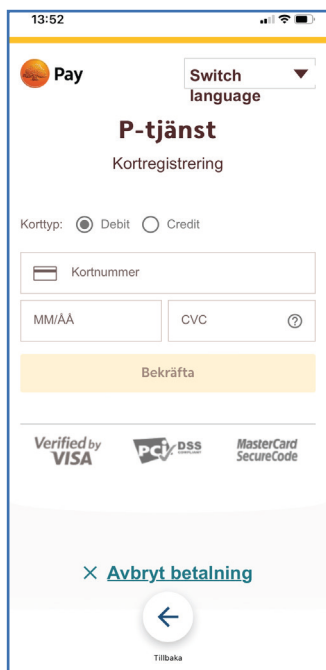 13:52
Pay
Switch
language
P-tjänst
Kortregistrering
Korttyp: Debit Credit
Kortnummer
MM/ÅÅ CVC ?
Bekräfta
Verified by
VISA
PCI DSS
MasterCard
SecureCode
Avbryt betalning
Tillbaka